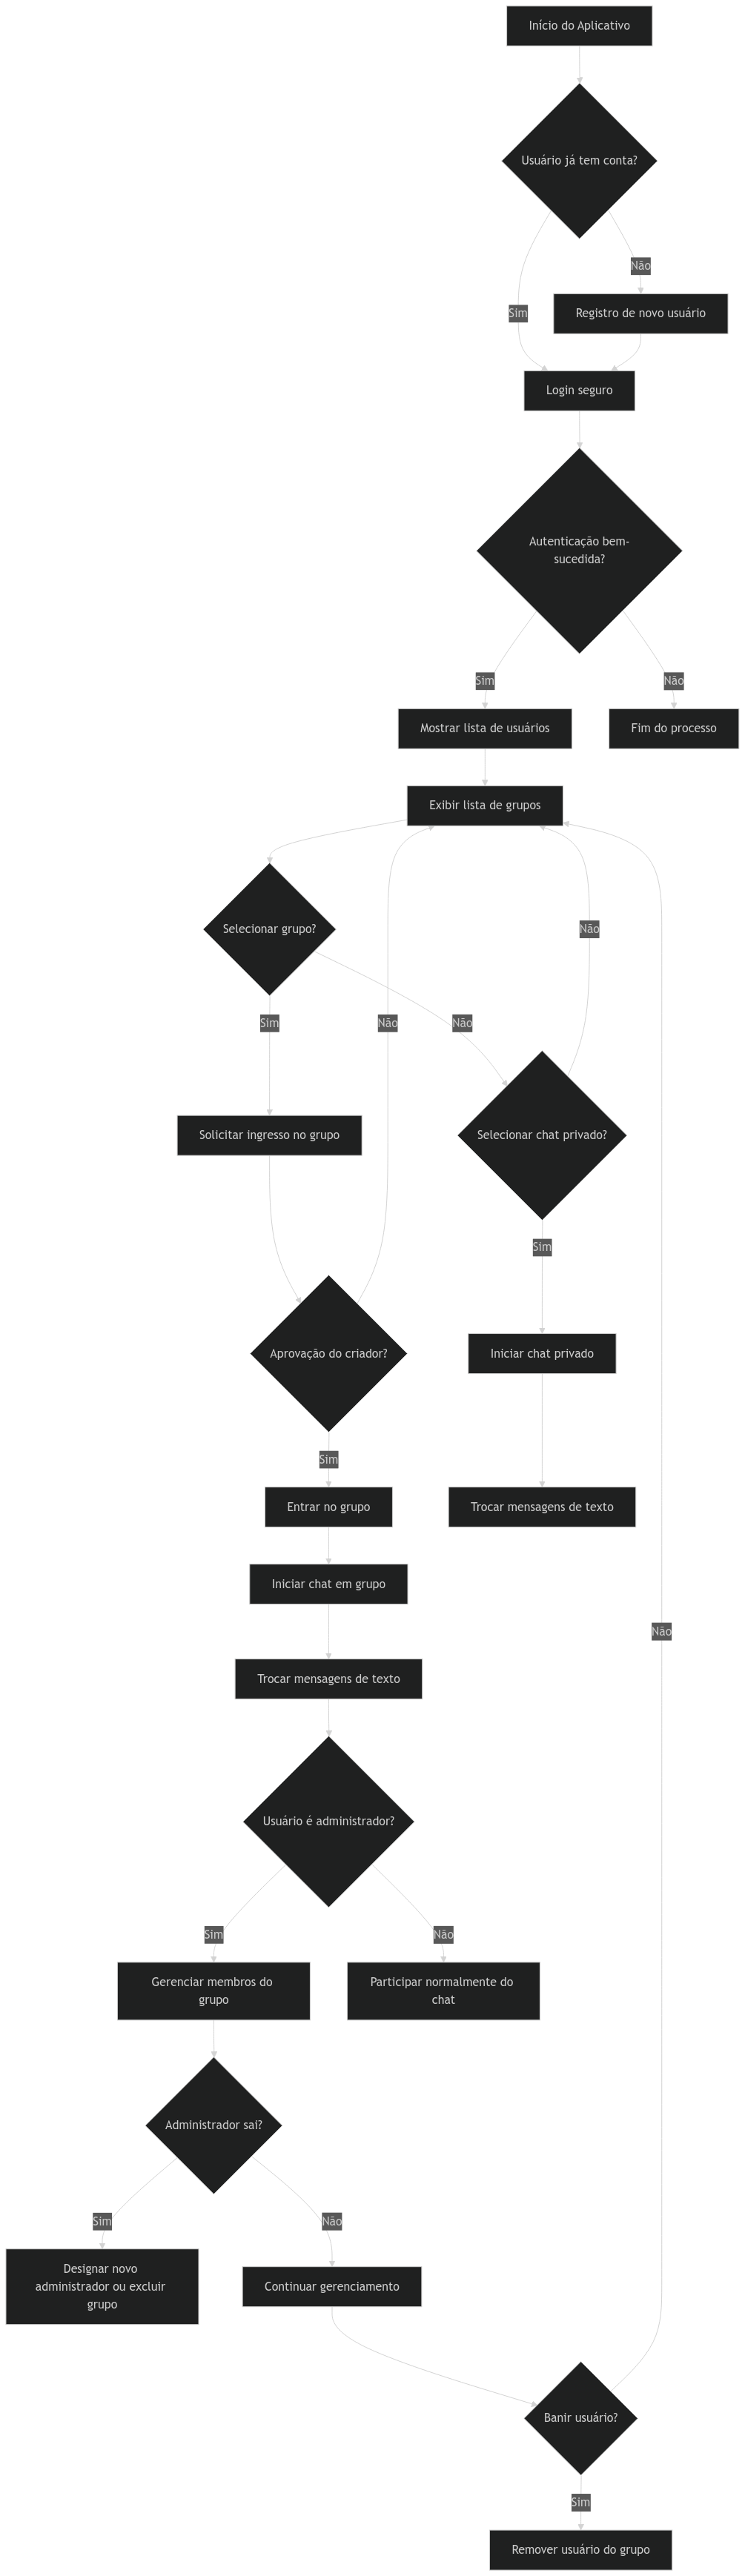 Início do Aplicativo
Usuário já tem conta?
Não
Sim
Registro de novo usuário
Login seguro
Autenticação bem-
sucedida?
Sim
Não
Mostrar lista de usuários
Fim do processo
Exibir lista de grupos
Selecionar grupo?
Não
Sim
Não
Não
Solicitar ingresso no grupo
Selecionar chat privado?
Sim
Aprovação do criador?
Iniciar chat privado
Sim
Entrar no grupo
Trocar mensagens de texto
Iniciar chat em grupo
Não
Trocar mensagens de texto
Usuário é administrador?
Sim
Não
Gerenciar membros do
grupo
Participar normalmente do
chat
Administrador sai?
Sim
Não
Designar novo
administrador ou excluir
grupo
Continuar gerenciamento
Banir usuário?
Sim
Remover usuário do grupo